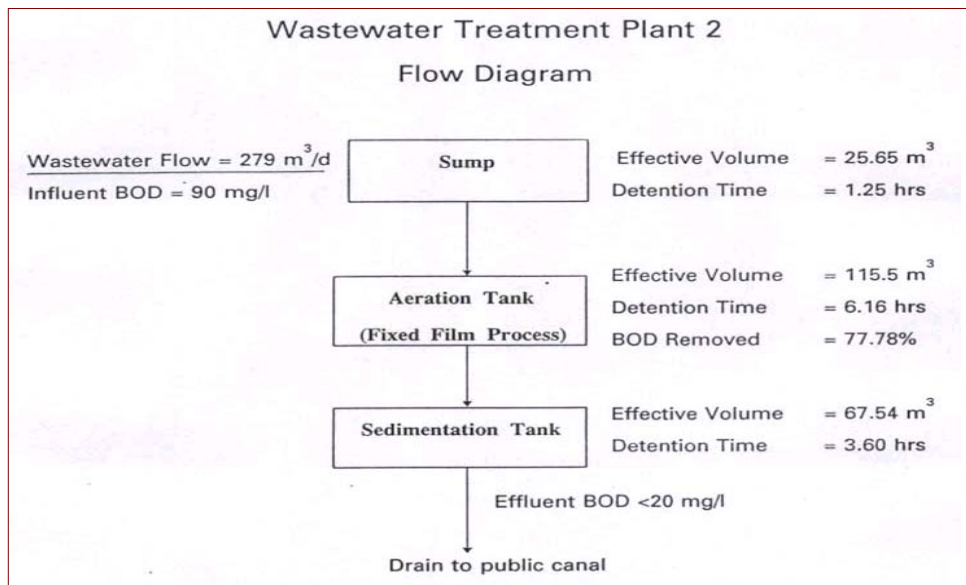 Wastewater Treatment Plant 2
Flow Diagram
Wastewater Flow = 279 m³/d
Influent BOD = 90 mg/l
Sump
Effective Volume = 25.65 m³
Detention Time = 1.25 hrs
Aeration Tank
(Fixed Film Process)
Effective Volume = 115.5 m³
Detention Time = 6.16 hrs
BOD Removed = 77.78%
Sedimentation Tank
Effective Volume = 67.54 m³
Detention Time = 3.60 hrs
Effluent BOD <20 mg/l
Drain to public canal